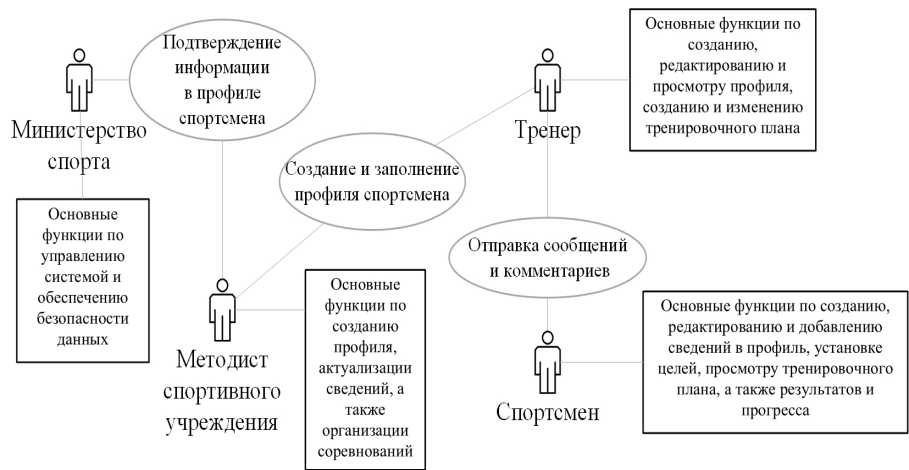 Подтверждение
информации
в профиле
спортсмена
Министерство
спорта
Основные
функции по
управлению
системой и
обеспечению
безопасности
данных
Создание и заполнение
профиля спортсмена
Методист
спортивного
учреждения
Основные
функции по
созданию
профиля,
актуализации
сведений, а
также
организации
соревнований
Тренер
Основные функции по
созданию,
редактированию и
просмотру профиля,
созданию и изменению
тренировочного плана
Отправка сообщений
и комментариев
Спортсмен
Основные функции по созданию,
редактированию и добавлению
сведений в профиль, установке
целей, просмотру тренировочного
плана, а также результатов и
прогресса